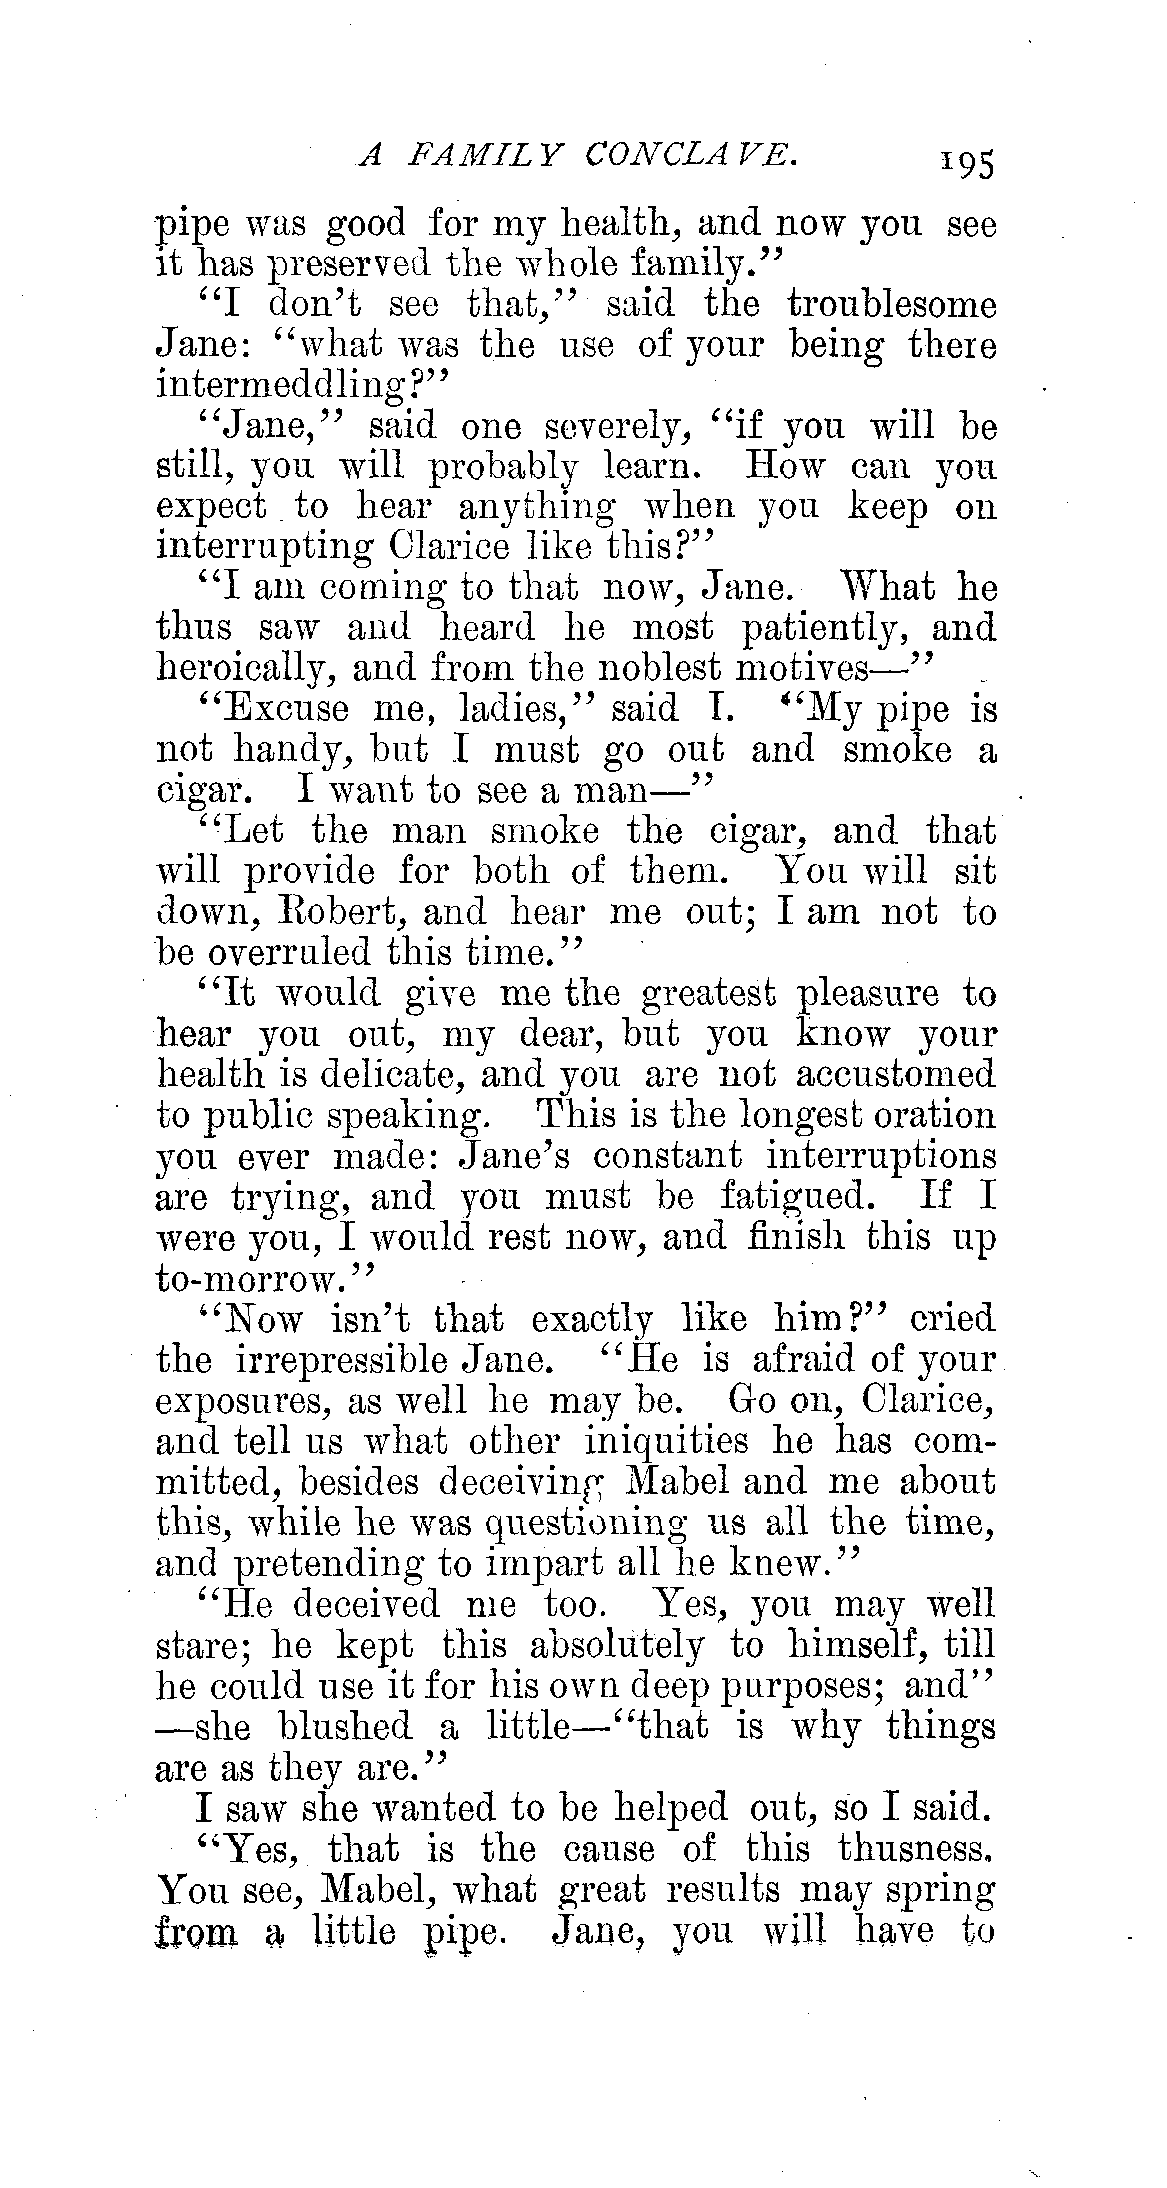 A FAMILY CONCLAVE. 195
pipe was good for my health, and now you see
it has preserved the whole family.”
“I don’t see that,” said the troublesome
Jane: “what was the use of your being there
intermeddling?”
“Jane,” said one severely, “if you will be
still, you will probably learn. How can you
expect to hear anything when you keep on
interrupting Clarice like this?”
“I am coming to that now, Jane. What he
thus saw and heard he most patiently, and
heroically, and from the noblest motives—”
“Excuse me, ladies,” said I. “My pipe is
not handy, but I must go out and smoke a
cigar. I want to see a man—”
“Let the man smoke the cigar, and that
will provide for both of them. You will sit
down, Robert, and hear me out; I am not to
be overruled this time.”
“It would give me the greatest pleasure to
hear you out, my dear, but you know your
health is delicate, and you are not accustomed
to public speaking. This is the longest oration
you ever made: Jane’s constant interruptions
are trying, and you must be fatigued. If I
were you, I would rest now, and finish this up
to-morrow.”
“Now isn’t that exactly like him?” cried
the irrepressible Jane. “He is afraid of your
exposures, as well he may be. Go on, Clarice,
and tell us what other iniquities he has com-
mitted, besides deceiving Mabel and me about
this, while he was questioning us all the time,
and pretending to impart all he knew.”
“He deceived me too. Yes, you may well
stare; he kept this absolutely to himself, till
he could use it for his own deep purposes; and”
—she blushed a little—“that is why things
are as they are.”
I saw she wanted to be helped out, so I said.
“Yes, that is the cause of this thusness.
You see, Mabel, what great results may spring
from a little pipe. Jane, you will have to